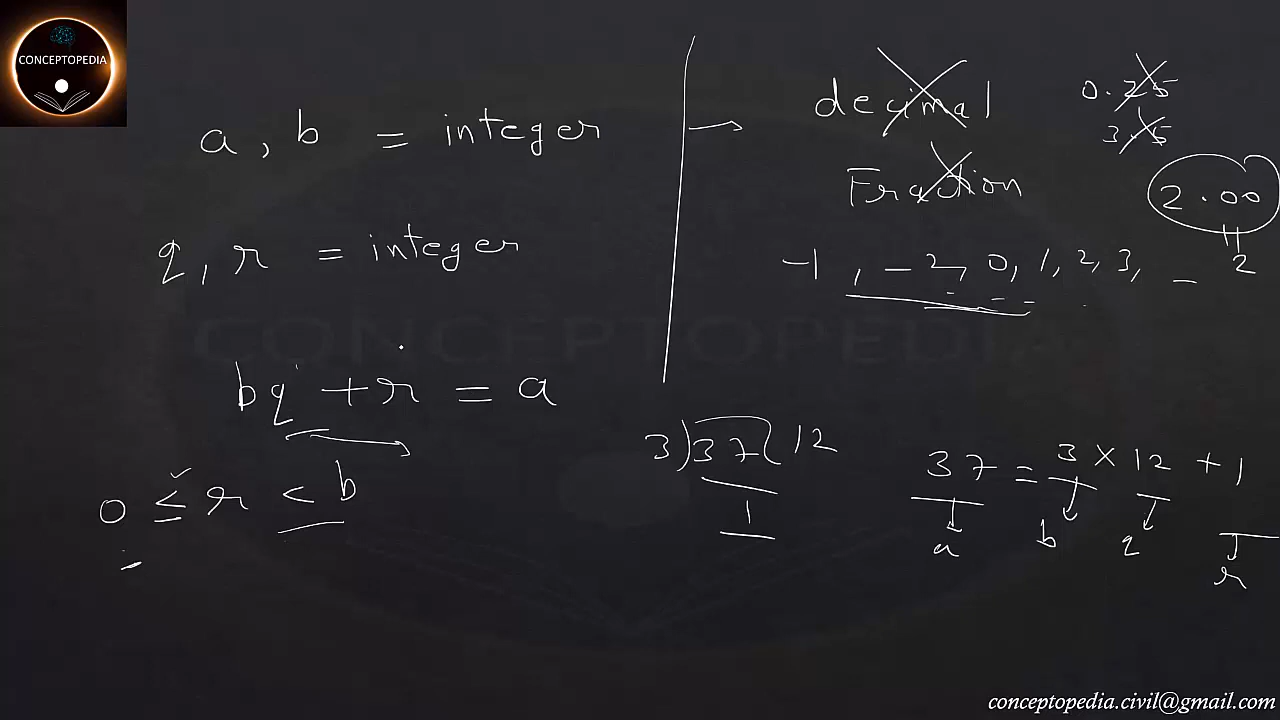 CONCEPTOPEDIA
a, b = integer
q, r = integer
bq + r = a
0 ≤ r < b
decimal
Fraction
0.25
3.5
2.00
2
-1, -2, 0, 1, 2, 3, -
3)37(12
1
37 = 3 × 12 + 1
a b q r
CONCEPTOPEDIA
conceptopedia.civil@gmail.com